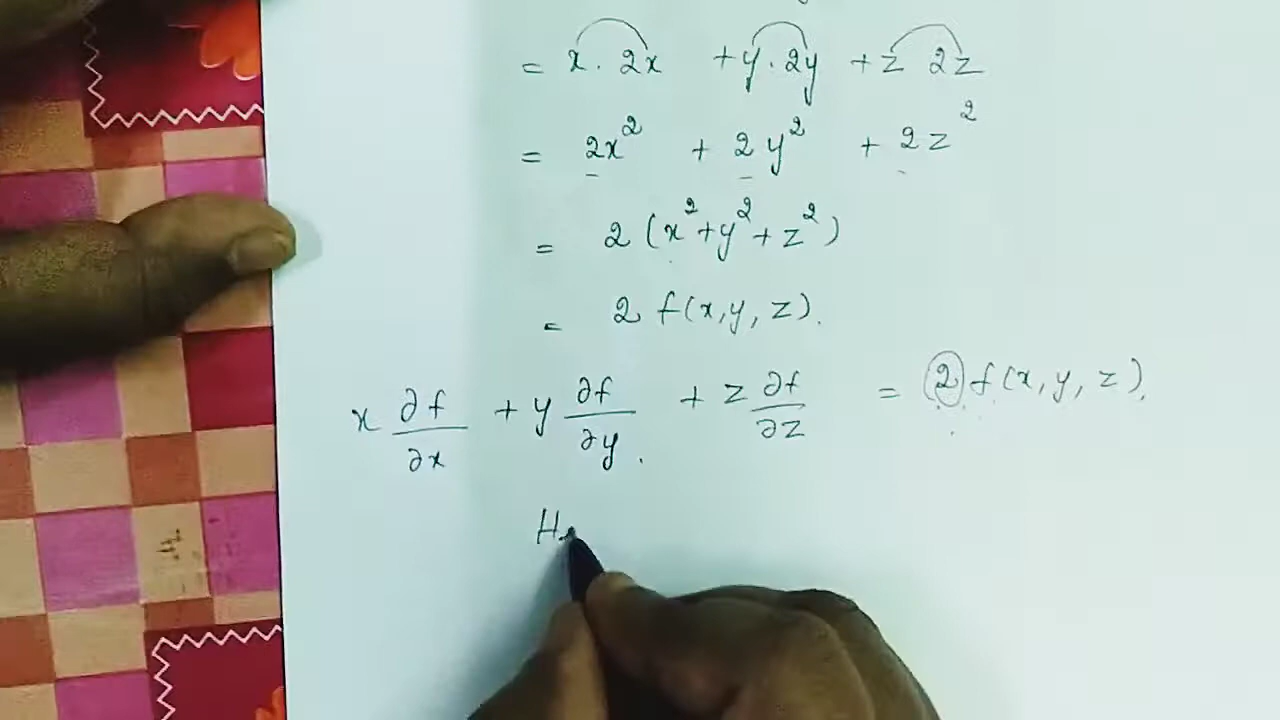 = x . 2x + y . 2y + z 2z
= 2x² + 2y² + 2z²
= 2 (x² + y² + z²)
= 2 f(x, y, z).
x ∂f/∂x + y ∂f/∂y + z ∂f/∂z = 2 f(x, y, z).